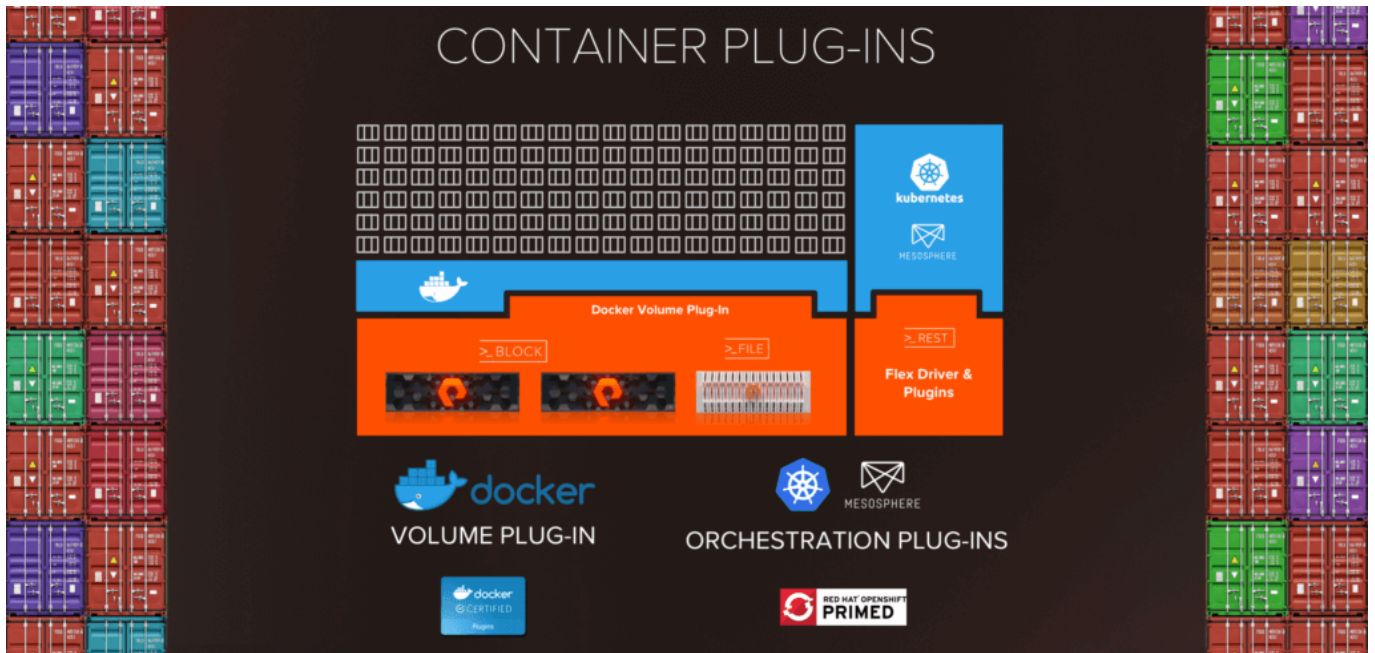 CONTAINER PLUG-INS
kubernetes
MESOSPHERE
Docker Volume Plug-In
>_BLOCK
>_FILE
>_REST
Flex Driver &
Plugins
docker
VOLUME PLUG-IN
MESOSPHERE
ORCHESTRATION PLUG-INS
docker
CERTIFIED
Plugins
RED HAT OPENSHIFT
PRIMED